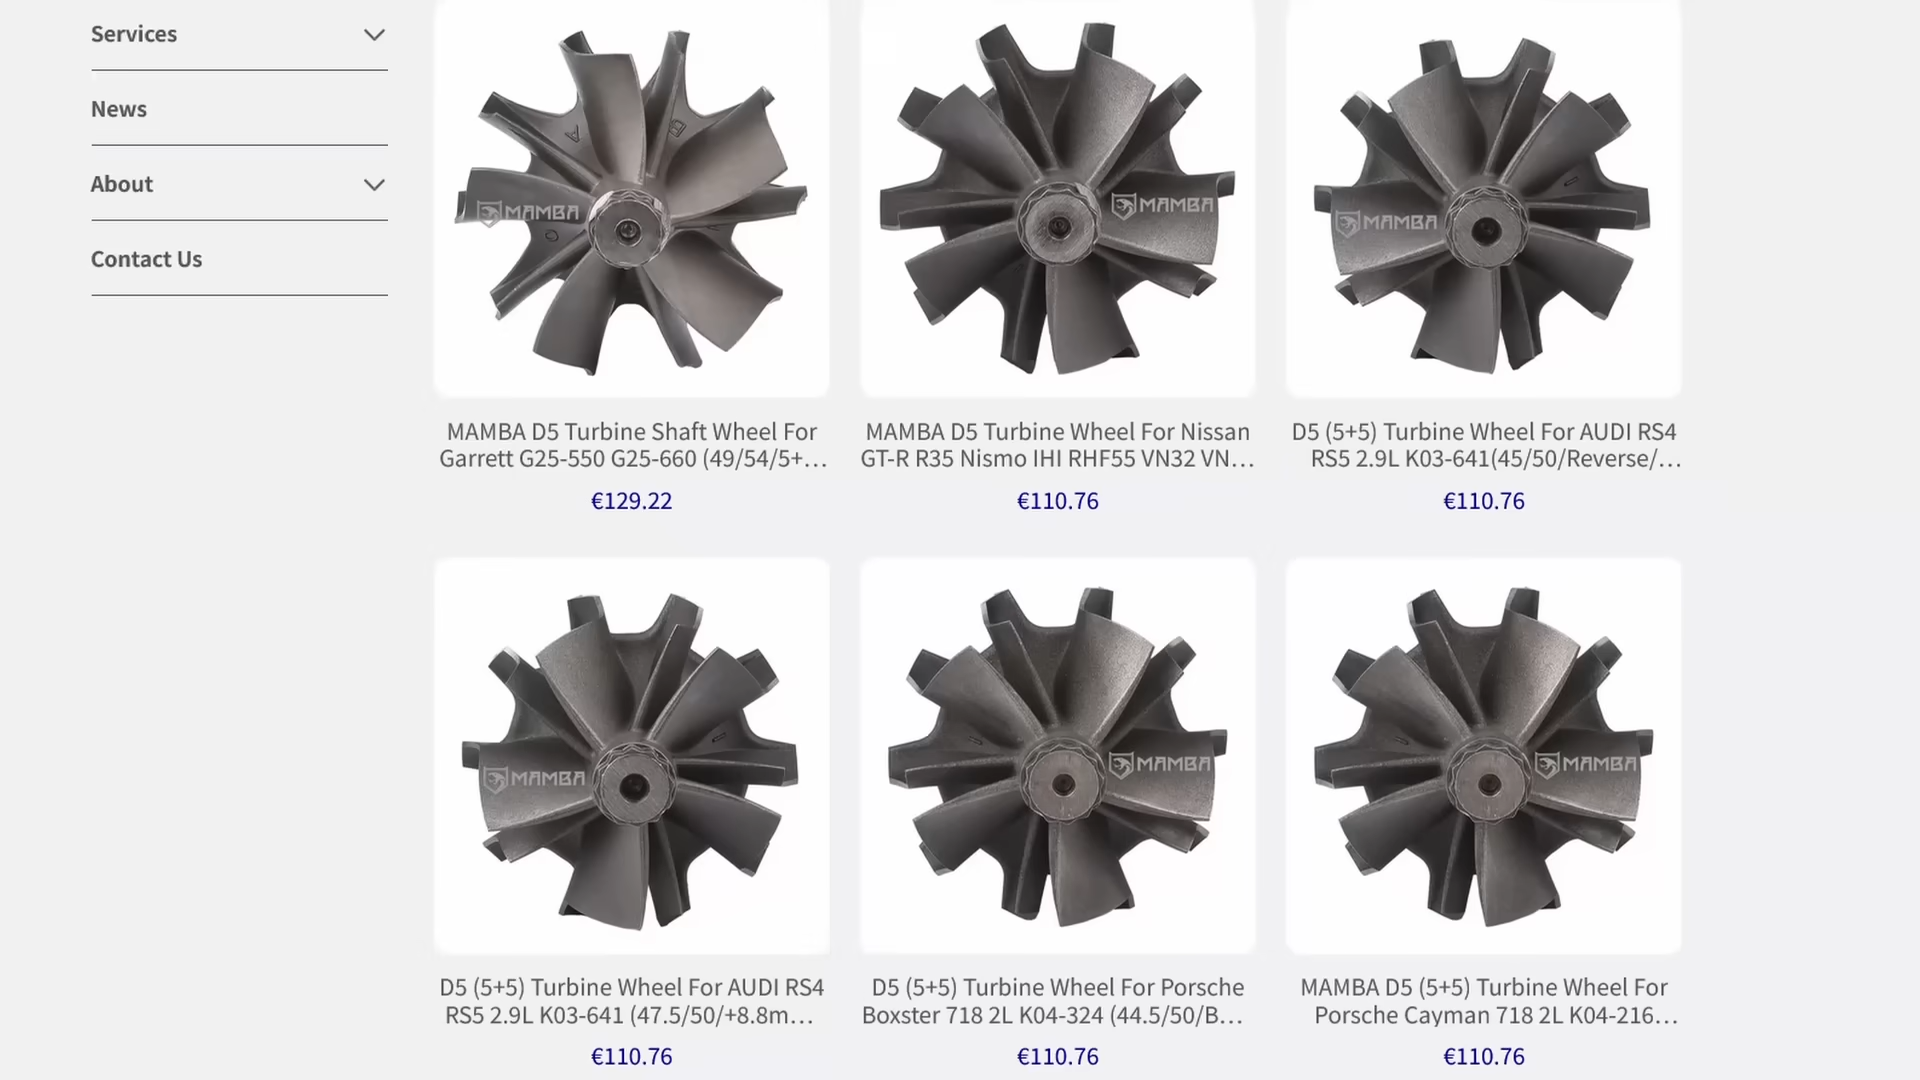 Services
News
About
Contact Us
MAMBA
MAMBA
MAMBA
MAMBA D5 Turbine Shaft Wheel For
Garrett G25-550 G25-660 (49/54/5+...
€129.22
MAMBA D5 Turbine Wheel For Nissan
GT-R R35 Nismo IHI RHF55 VN32 VN...
€110.76
D5 (5+5) Turbine Wheel For AUDI RS4
RS5 2.9L K03-641(45/50/Reverse/...
€110.76
MAMBA
MAMBA
MAMBA
D5 (5+5) Turbine Wheel For AUDI RS4
RS5 2.9L K03-641 (47.5/50/+8.8m...
€110.76
D5 (5+5) Turbine Wheel For Porsche
Boxster 718 2L K04-324 (44.5/50/B...
€110.76
MAMBA D5 (5+5) Turbine Wheel For
Porsche Cayman 718 2L K04-216...
€110.76